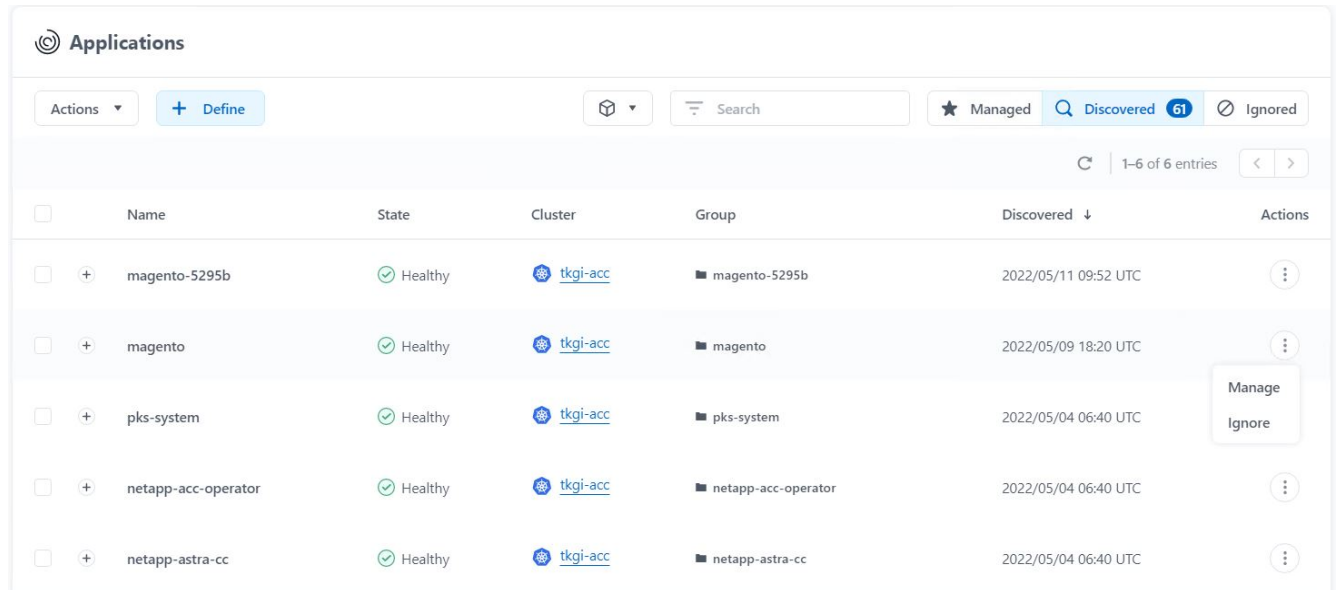 Applications
Actions Define Search Managed Discovered 61 Ignored
1–6 of 6 entries
Name State Cluster Group Discovered Actions
magento-5295b Healthy tkgi-acc magento-5295b 2022/05/11 09:52 UTC
magento Healthy tkgi-acc magento 2022/05/09 18:20 UTC
Manage
pks-system Healthy tkgi-acc pks-system 2022/05/04 06:40 UTC
Ignore
netapp-acc-operator Healthy tkgi-acc netapp-acc-operator 2022/05/04 06:40 UTC
netapp-astra-cc Healthy tkgi-acc netapp-astra-cc 2022/05/04 06:40 UTC